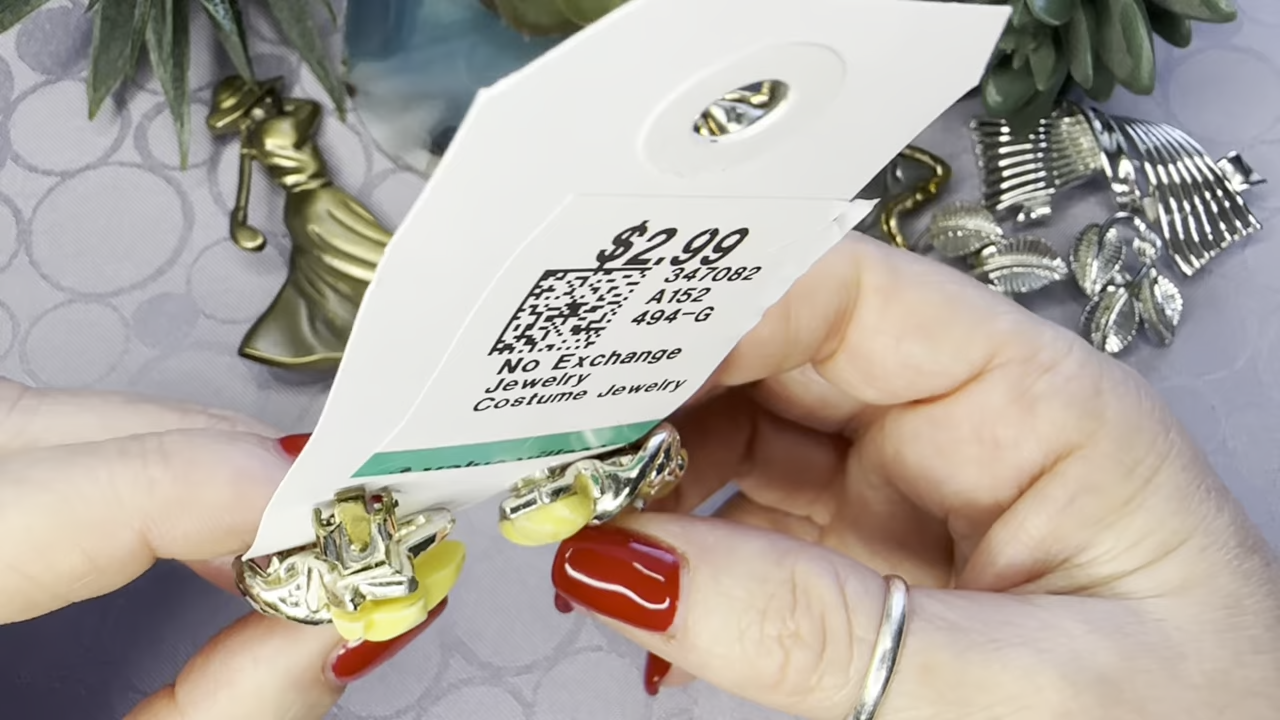 $2.99
347082
A152
494-G
No Exchange
Jewelry
Costume Jewelry